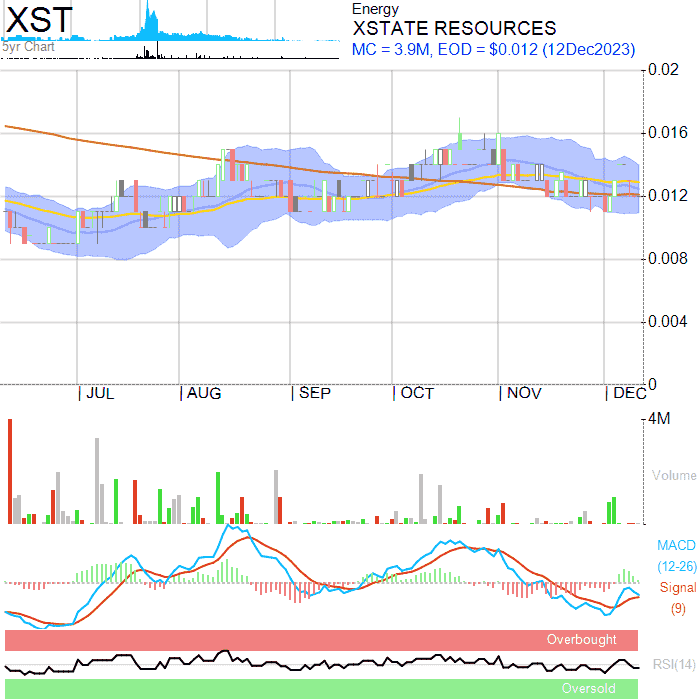 XST
5yr Chart
Energy
XSTATE RESOURCES
MC = 3.9M, EOD = $0.012 (12Dec2023)
0.02
0.016
0.012
0.008
0.004
0
JUL AUG SEP OCT NOV DEC
4M
Volume
MACD
(12-26)
Signal
(9)
Overbought
RSI(14)
Oversold